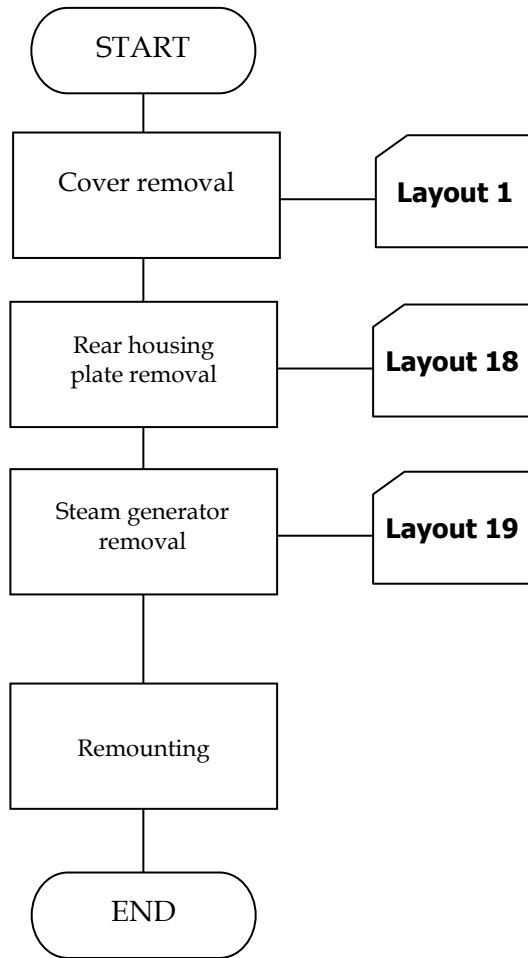 START
Cover removal
Layout 1
Rear housing
plate removal
Layout 18
Steam generator
removal
Layout 19
Remounting
END